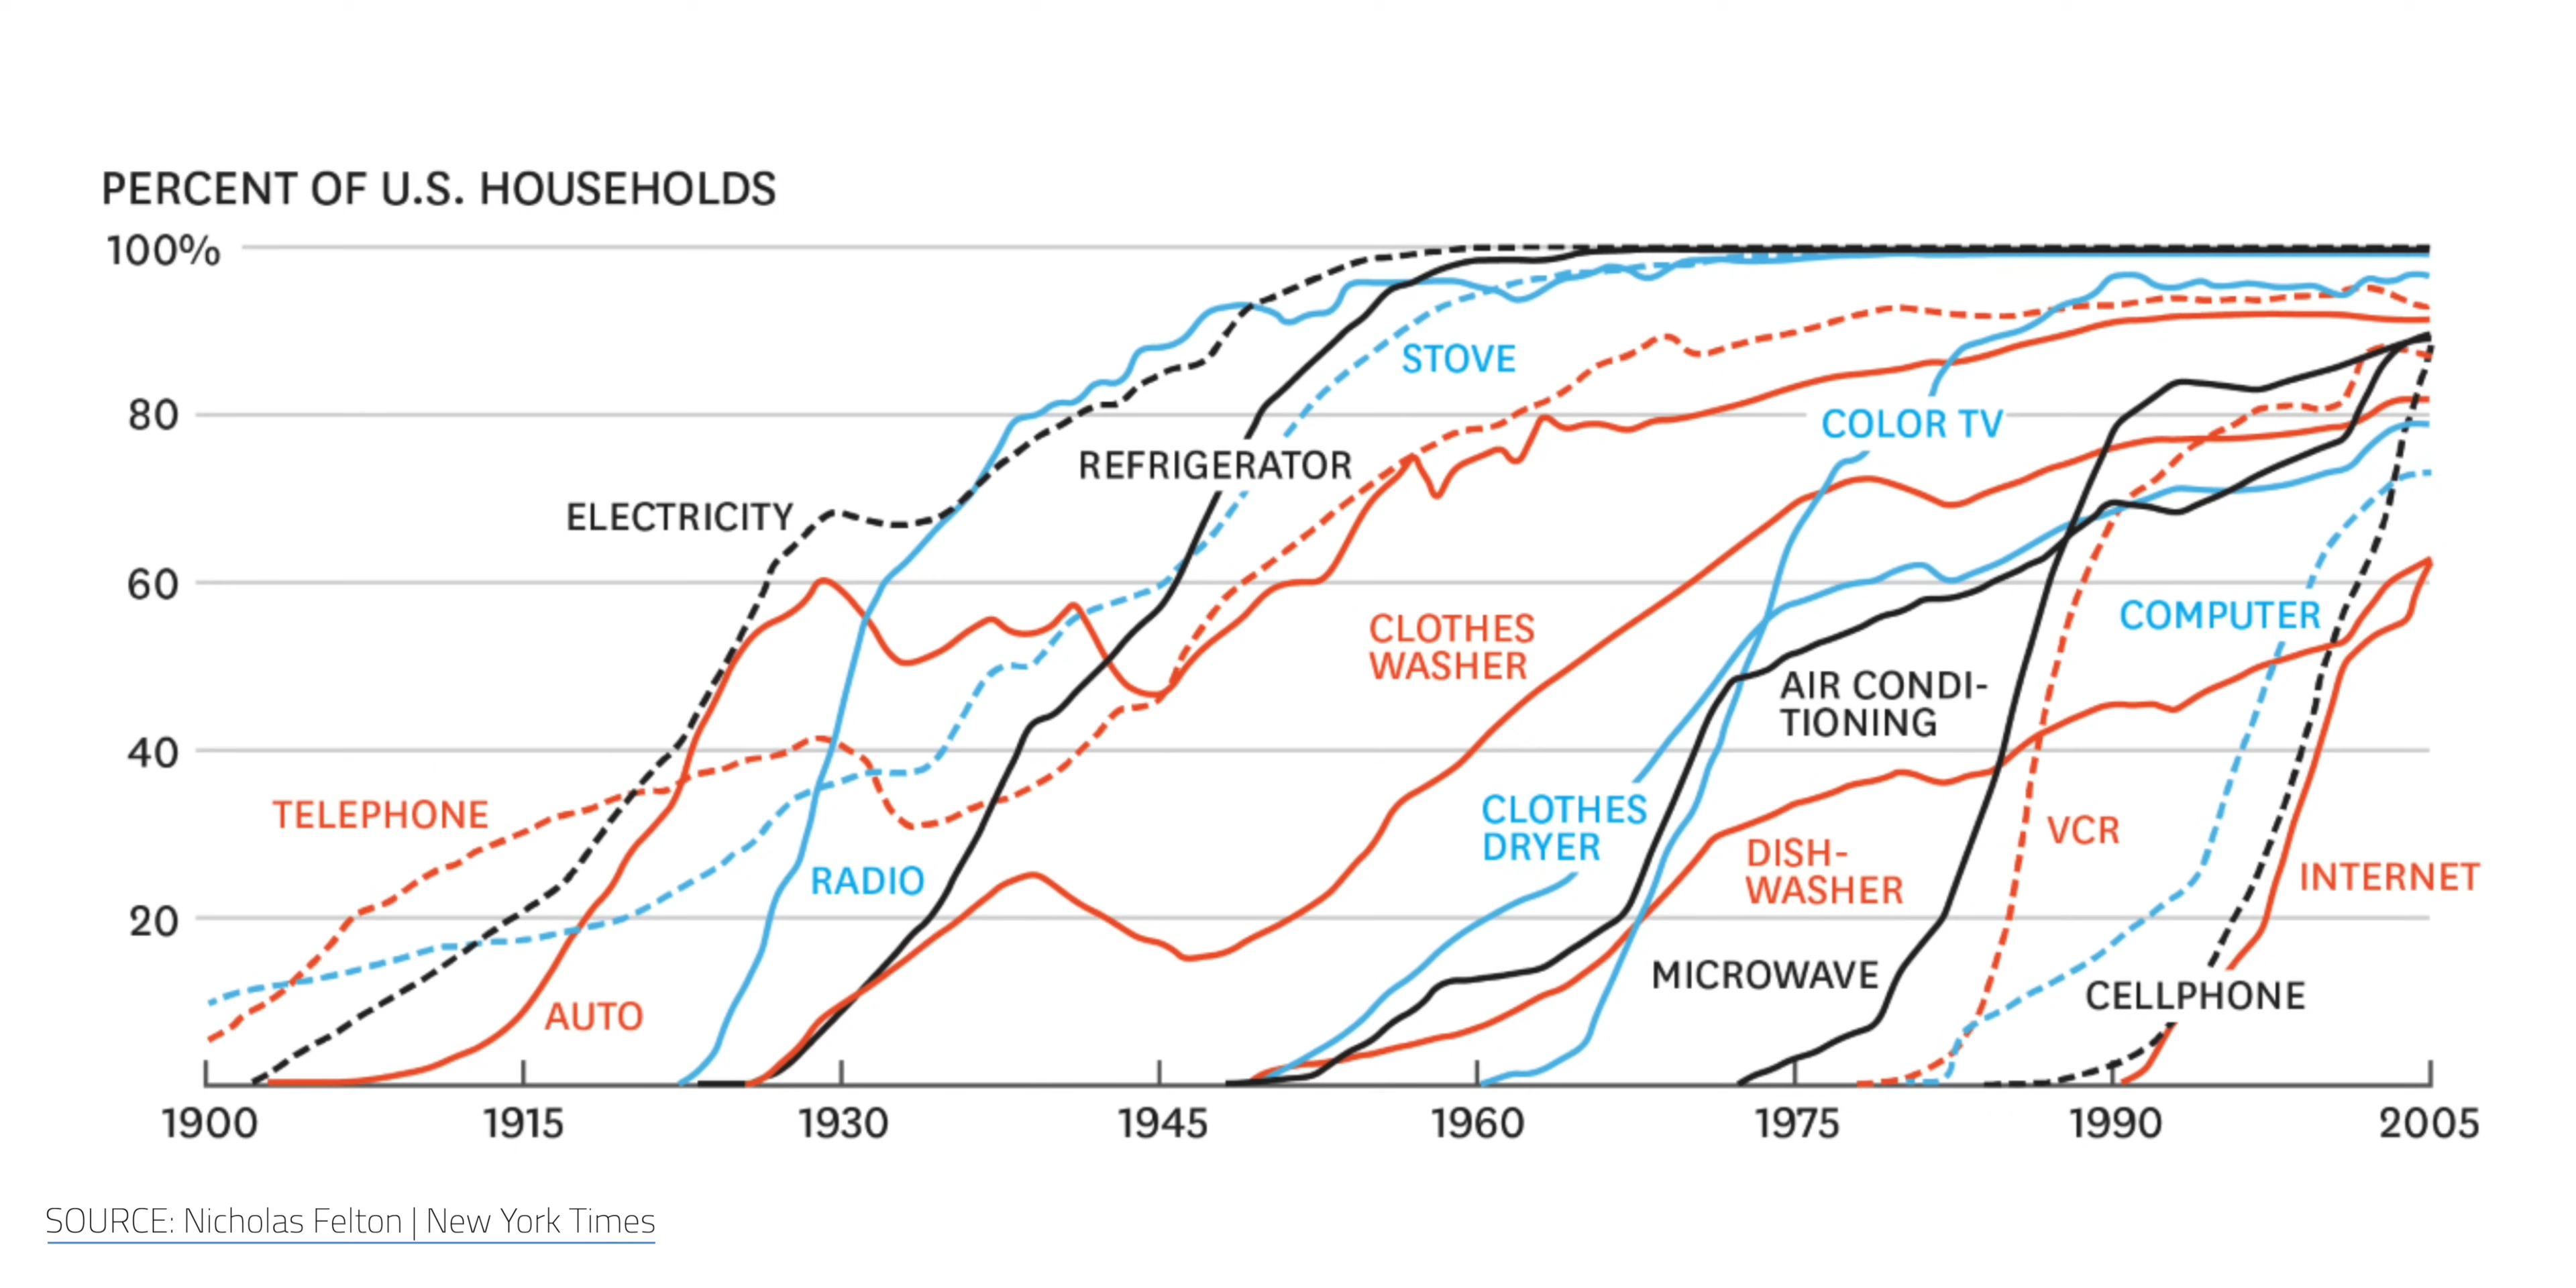 PERCENT OF U.S. HOUSEHOLDS
100%
80
60
40
20
STOVE
COLOR TV
REFRIGERATOR
ELECTRICITY
CLOTHES
WASHER
COMPUTER
AIR CONDI-
TIONING
TELEPHONE
CLOTHES
DRYER
VCR
RADIO
DISH-
WASHER
INTERNET
MICROWAVE
CELLPHONE
AUTO
1900
1915
1930
1945
1960
1975
1990
2005
SOURCE: Nicholas Felton | New York Times